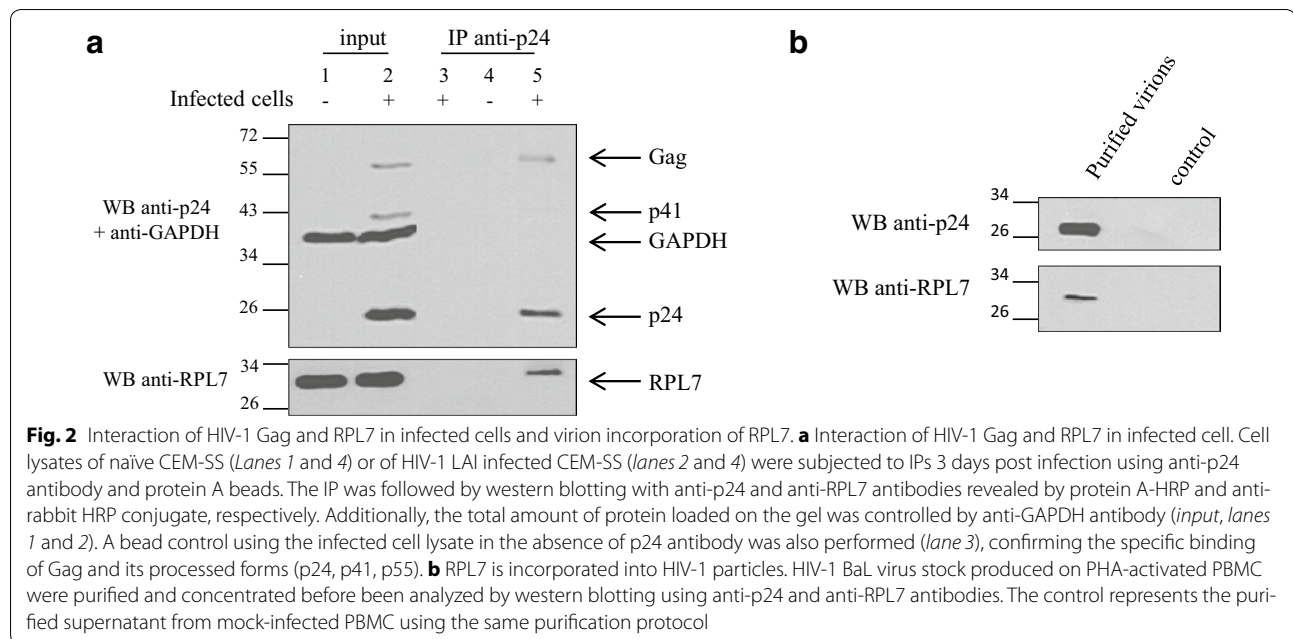 a
input IP anti-p24
1 2 3 4 5
Infected cells - + + - +
72
55
43
34
26
WB anti-p24
+ anti-GAPDH
Gag
p41
GAPDH
p24
34
26
WB anti-RPL7
RPL7
b
Purified virions
control
WB anti-p24
34
26
WB anti-RPL7
34
26
Fig. 2 Interaction of HIV-1 Gag and RPL7 in infected cells and virion incorporation of RPL7. a Interaction of HIV-1 Gag and RPL7 in infected cell. Cell
lysates of naïve CEM-SS (Lanes 1 and 4) or of HIV-1 LAI infected CEM-SS (lanes 2 and 4) were subjected to IPs 3 days post infection using anti-p24
antibody and protein A beads. The IP was followed by western blotting with anti-p24 and anti-RPL7 antibodies revealed by protein A-HRP and anti-
rabbit HRP conjugate, respectively. Additionally, the total amount of protein loaded on the gel was controlled by anti-GAPDH antibody (input, lanes
1 and 2). A bead control using the infected cell lysate in the absence of p24 antibody was also performed (lane 3), confirming the specific binding
of Gag and its processed forms (p24, p41, p55). b RPL7 is incorporated into HIV-1 particles. HIV-1 BaL virus stock produced on PHA-activated PBMC
were purified and concentrated before been analyzed by western blotting using anti-p24 and anti-RPL7 antibodies. The control represents the puri-
fied supernatant from mock-infected PBMC using the same purification protocol